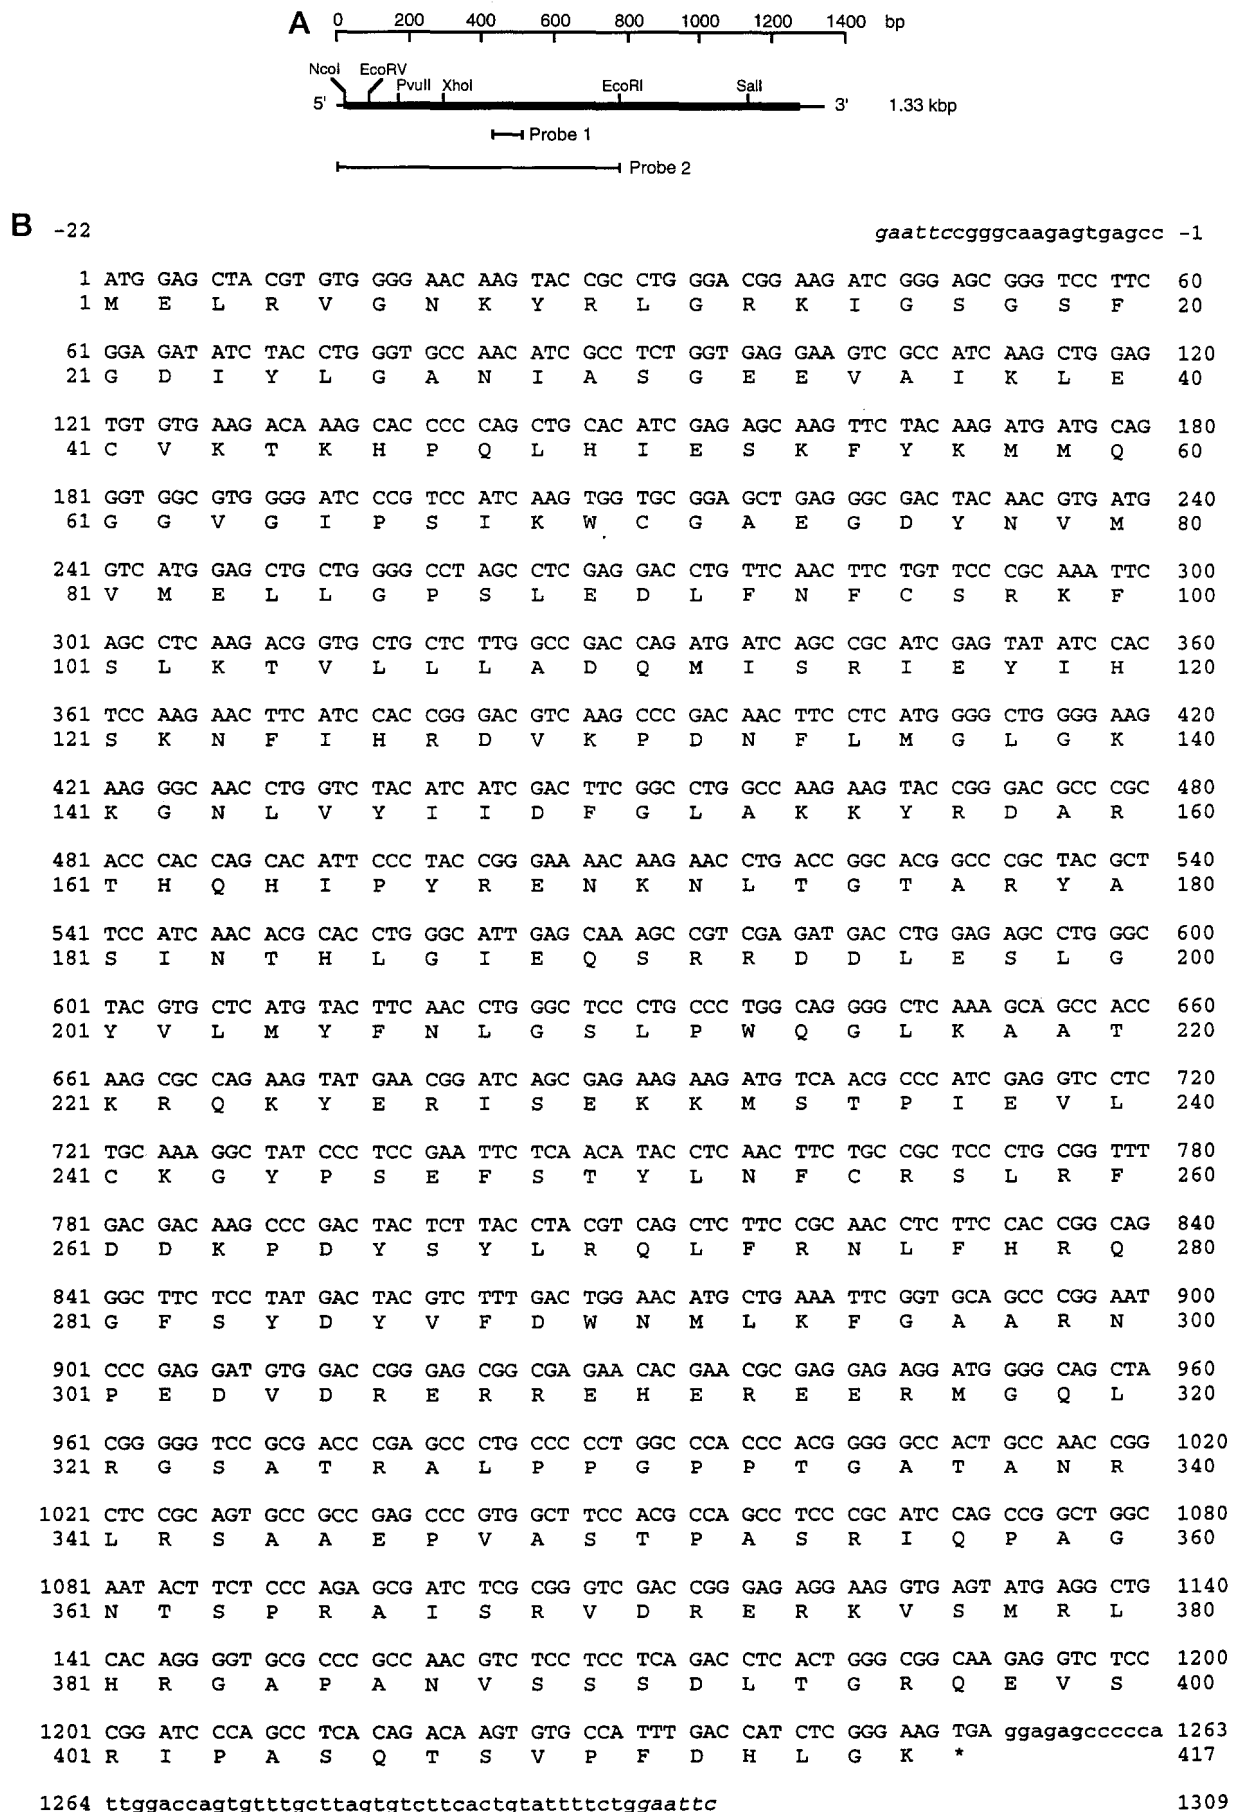 A 0 200 400 600 800 1000 1200 1400 bp
NcoI EcoRV
PvuII XhoI EcoRI SalI
5' 3' 1.33 kbp
Probe 1
Probe 2
B -22 gaattccgggcaagagtgagcc -1
1 ATG GAG CTA CGT GTG GGG AAC AAG TAC CGC CTG GGA CGG AAG ATC GGG AGC GGG TCC TTC 60
1 M E L R V G N K Y R L G R K I G S G S F 20
61 GGA GAT ATC TAC CTG GGT GCC AAC ATC GCC TCT GGT GAG GAA GTC GCC ATC AAG CTG GAG 120
21 G D I Y L G A N I A S G E E V A I K L E 40
121 TGT GTG AAG ACA AAG CAC CCC CAG CTG CAC ATC GAG AGC AAG TTC TAC AAG ATG ATG CAG 180
41 C V K T K H P Q L H I E S K F Y K M M Q 60
181 GGT GGC GTG GGG ATC CCG TCC ATC AAG TGG TGC GGA GCT GAG GGC GAC TAC AAC GTG ATG 240
61 G G V G I P S I K W C G A E G D Y N V M 80
241 GTC ATG GAG CTG CTG GGG CCT AGC CTC GAG GAC CTG TTC AAC TTC TGT TCC CGC AAA TTC 300
81 V M E L L G P S L E D L F N F C S R K F 100
301 AGC CTC AAG ACG GTG CTG CTC TTG GCC GAC CAG ATG ATC AGC CGC ATC GAG TAT ATC CAC 360
101 S L K T V L L L A D Q M I S R I E Y I H 120
361 TCC AAG AAC TTC ATC CAC CGG GAC GTC AAG CCC GAC AAC TTC CTC ATG GGG CTG GGG AAG 420
121 S K N F I H R D V K P D N F L M G L G K 140
421 AAG GGC AAC CTG GTC TAC ATC ATC GAC TTC GGC CTG GCC AAG AAG TAC CGG GAC GCC CGC 480
141 K G N L V Y I I D F G L A K K Y R D A R 160
481 ACC CAC CAG CAC ATT CCC TAC CGG GAA AAC AAG AAC CTG ACC GGC ACG GCC CGC TAC GCT 540
161 T H Q H I P Y R E N K N L T G T A R Y A 180
541 TCC ATC AAC ACG CAC CTG GGC ATT GAG CAA AGC CGT CGA GAT GAC CTG GAG AGC CTG GGC 600
181 S I N T H L G I E Q S R R D D L E S L G 200
601 TAC GTG CTC ATG TAC TTC AAC CTG GGC TCC CTG CCC TGG CAG GGG CTC AAA GCA GCC ACC 660
201 Y V L M Y F N L G S L P W Q G L K A A T 220
661 AAG CGC CAG AAG TAT GAA CGG ATC AGC GAG AAG AAG ATG TCA ACG CCC ATC GAG GTC CTC 720
221 K R Q K Y E R I S E K K M S T P I E V L 240
721 TGC AAA GGC TAT CCC TCC GAA TTC TCA ACA TAC CTC AAC TTC TGC CGC TCC CTG CGG TTT 780
241 C K G Y P S E F S T Y L N F C R S L R F 260
781 GAC GAC AAG CCC GAC TAC TCT TAC CTA CGT CAG CTC TTC CGC AAC CTC TTC CAC CGG CAG 840
261 D D K P D Y S Y L R Q L F R N L F H R Q 280
841 GGC TTC TCC TAT GAC TAC GTC TTT GAC TGG AAC ATG CTG AAA TTC GGT GCA GCC CGG AAT 900
281 G F S Y D Y V F D W N M L K F G A A R N 300
901 CCC GAG GAT GTG GAC CGG GAG CGG CGA GAA CAC GAA CGC GAG GAG AGG ATG GGG CAG CTA 960
301 P E D V D R E R R E H E R E E R M G Q L 320
961 CGG GGG TCC GCG ACC CGA GCC CTG CCC CCT GGC CCA CCC ACG GGG GCC ACT GCC AAC CGG 1020
321 R G S A T R A L P P G P P T G A T A N R 340
1021 CTC CGC AGT GCC GCC GAG CCC GTG GCT TCC ACG CCA GCC TCC CGC ATC CAG CCG GCT GGC 1080
341 L R S A A E P V A S T P A S R I Q P A G 360
1081 AAT ACT TCT CCC AGA GCG ATC TCG CGG GTC GAC CGG GAG AGG AAG GTG AGT ATG AGG CTG 1140
361 N T S P R A I S R V D R E R K V S M R L 380
141 CAC AGG GGT GCG CCC GCC AAC GTC TCC TCC TCA GAC CTC ACT GGG CGG CAA GAG GTC TCC 1200
381 H R G A P A N V S S S D L T G R Q E V S 400
1201 CGG ATC CCA GCC TCA CAG ACA AGT GTG CCA TTT GAC CAT CTC GGG AAG TGA ggagagcccccca 1263
401 R I P A S Q T S V P F D H L G K * 417
1264 ttggaccagtgtttgcttagtgtcttcactgtattttctggaattc 1309